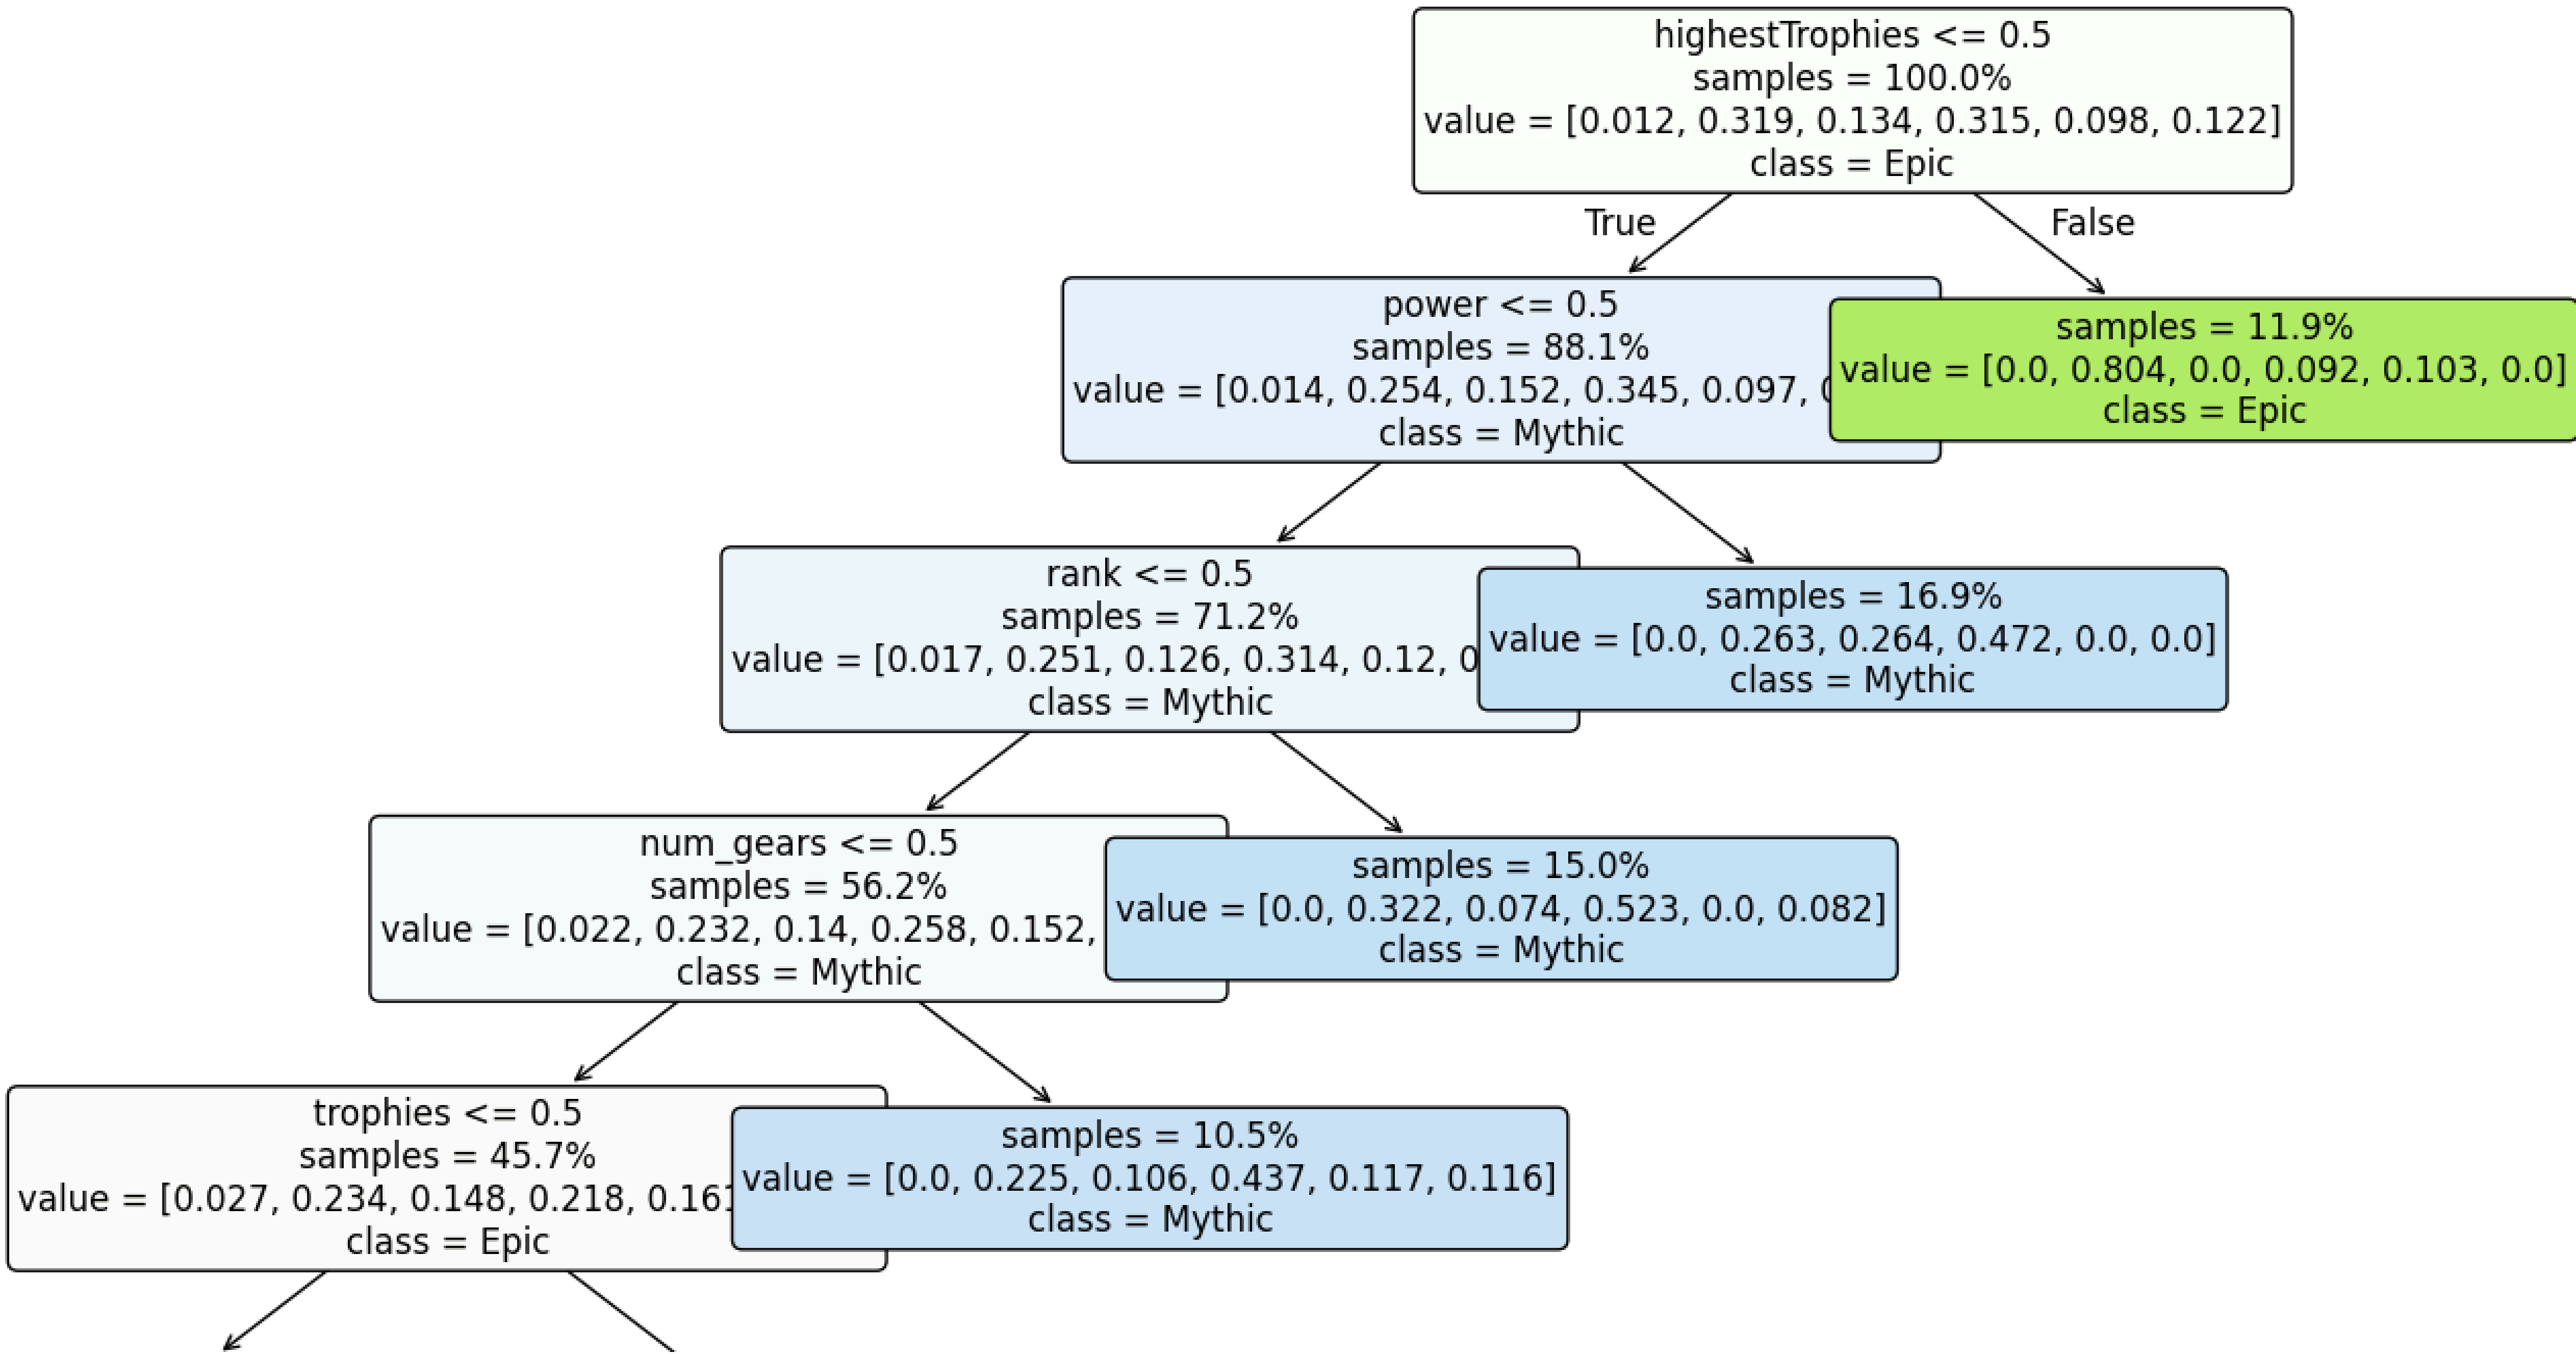 highestTrophies <= 0.5
samples = 100.0%
value = [0.012, 0.319, 0.134, 0.315, 0.098, 0.122]
class = Epic
True
False
power <= 0.5
samples = 88.1%
value = [0.014, 0.254, 0.152, 0.345, 0.097,
class = Mythic
samples = 11.9%
value = [0.0, 0.804, 0.0, 0.092, 0.103, 0.0]
class = Epic
rank <= 0.5
samples = 71.2%
value = [0.017, 0.251, 0.126, 0.314, 0.12, 0
class = Mythic
samples = 16.9%
value = [0.0, 0.263, 0.264, 0.472, 0.0, 0.0]
class = Mythic
num_gears <= 0.5
samples = 56.2%
value = [0.022, 0.232, 0.14, 0.258, 0.152,
class = Mythic
samples = 15.0%
value = [0.0, 0.322, 0.074, 0.523, 0.0, 0.082]
class = Mythic
trophies <= 0.5
samples = 45.7%
value = [0.027, 0.234, 0.148, 0.218, 0.161
class = Epic
samples = 10.5%
value = [0.0, 0.225, 0.106, 0.437, 0.117, 0.116]
class = Mythic